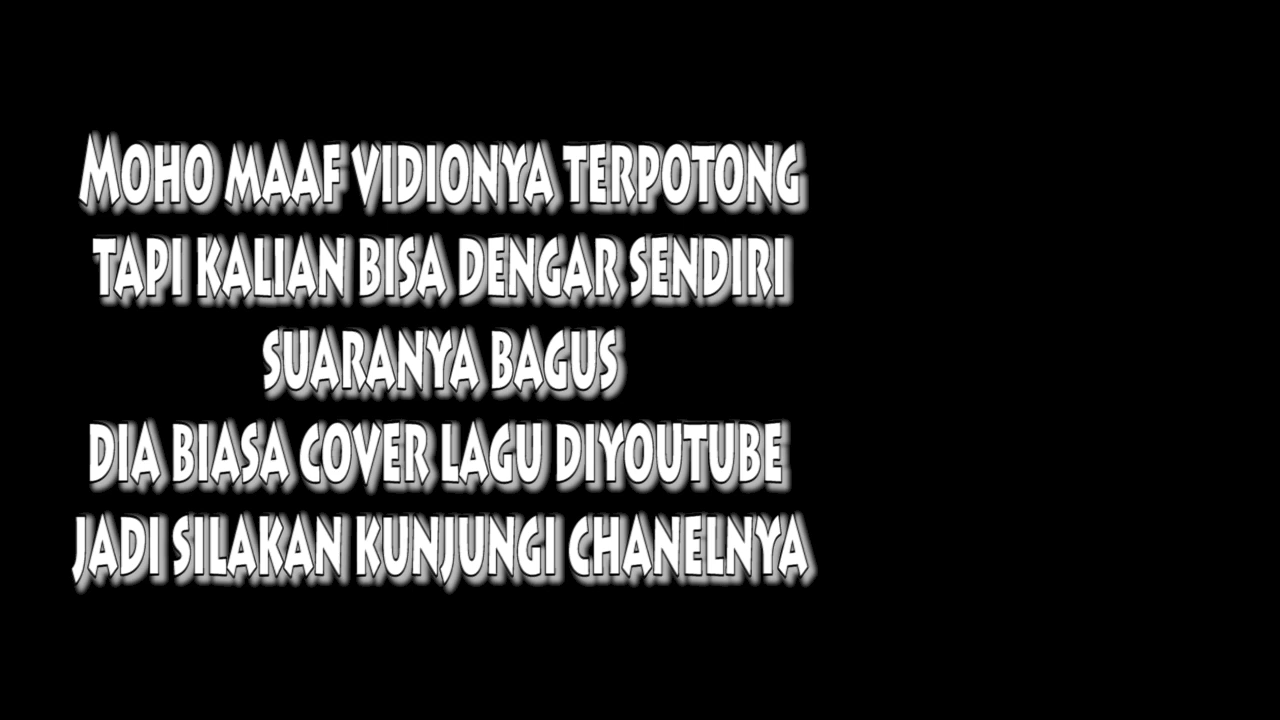 Moho maaf vidionya terpotong
tapi kalian bisa dengar sendiri
suaranya bagus
dia biasa cover lagu diyoutube
jadi silakan kunjungi chanelnya